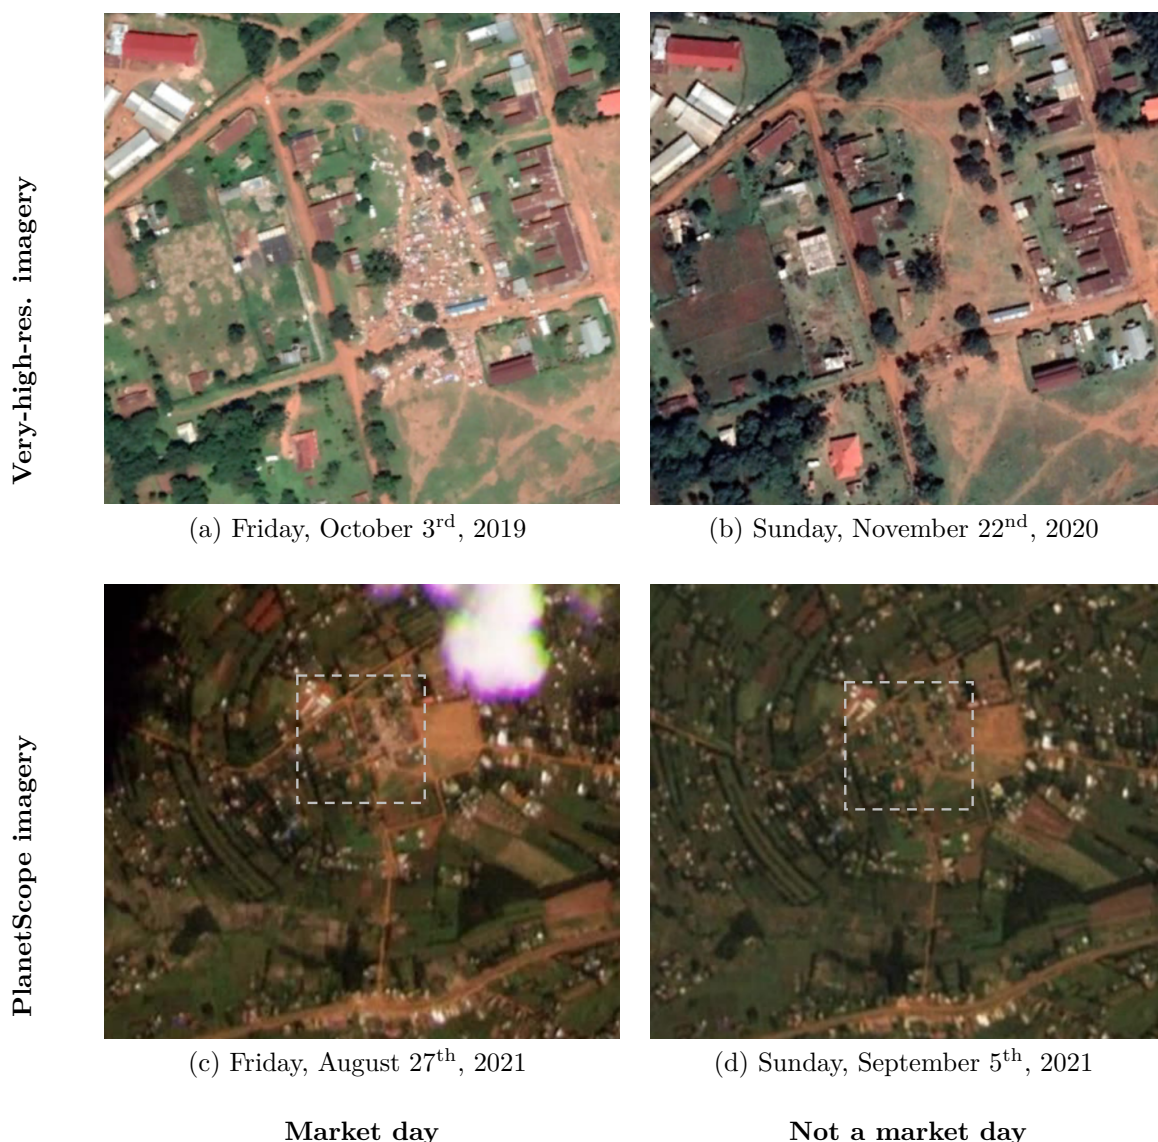 Very-high-res. imagery
(a) Friday, October 3rd, 2019
(b) Sunday, November 22nd, 2020
PlanetScope imagery
(c) Friday, August 27th, 2021
(d) Sunday, September 5th, 2021
Market day
Not a market day